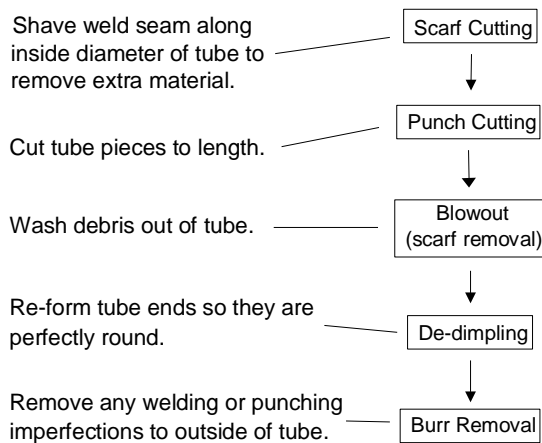 Shave weld seam along
inside diameter of tube to
remove extra material.
Scarf Cutting
Cut tube pieces to length.
Punch Cutting
Wash debris out of tube.
Blowout
(scarf removal)
Re-form tube ends so they are
perfectly round.
De-dimpling
Remove any welding or punching
imperfections to outside of tube.
Burr Removal